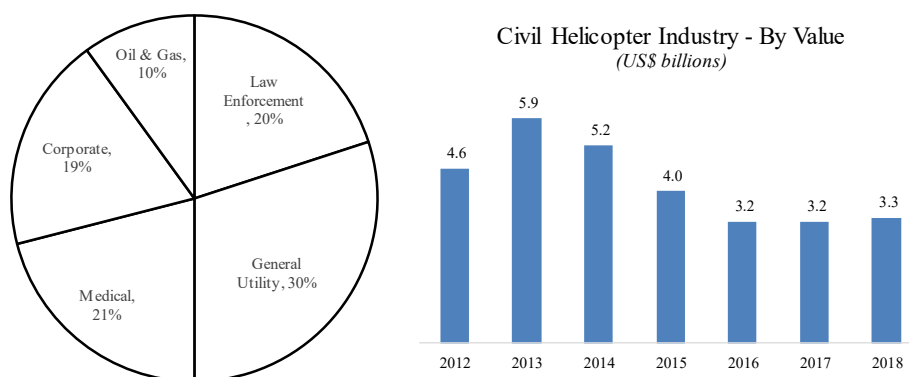 Oil & Gas,
10%
Law
Enforcement
, 20%
Corporate,
19%
General
Utility, 30%
Medical,
21%
Civil Helicopter Industry - By Value
(US$ billions)
4.6
5.9
5.2
4.0
3.2
3.2
3.3
2012
2013
2014
2015
2016
2017
2018